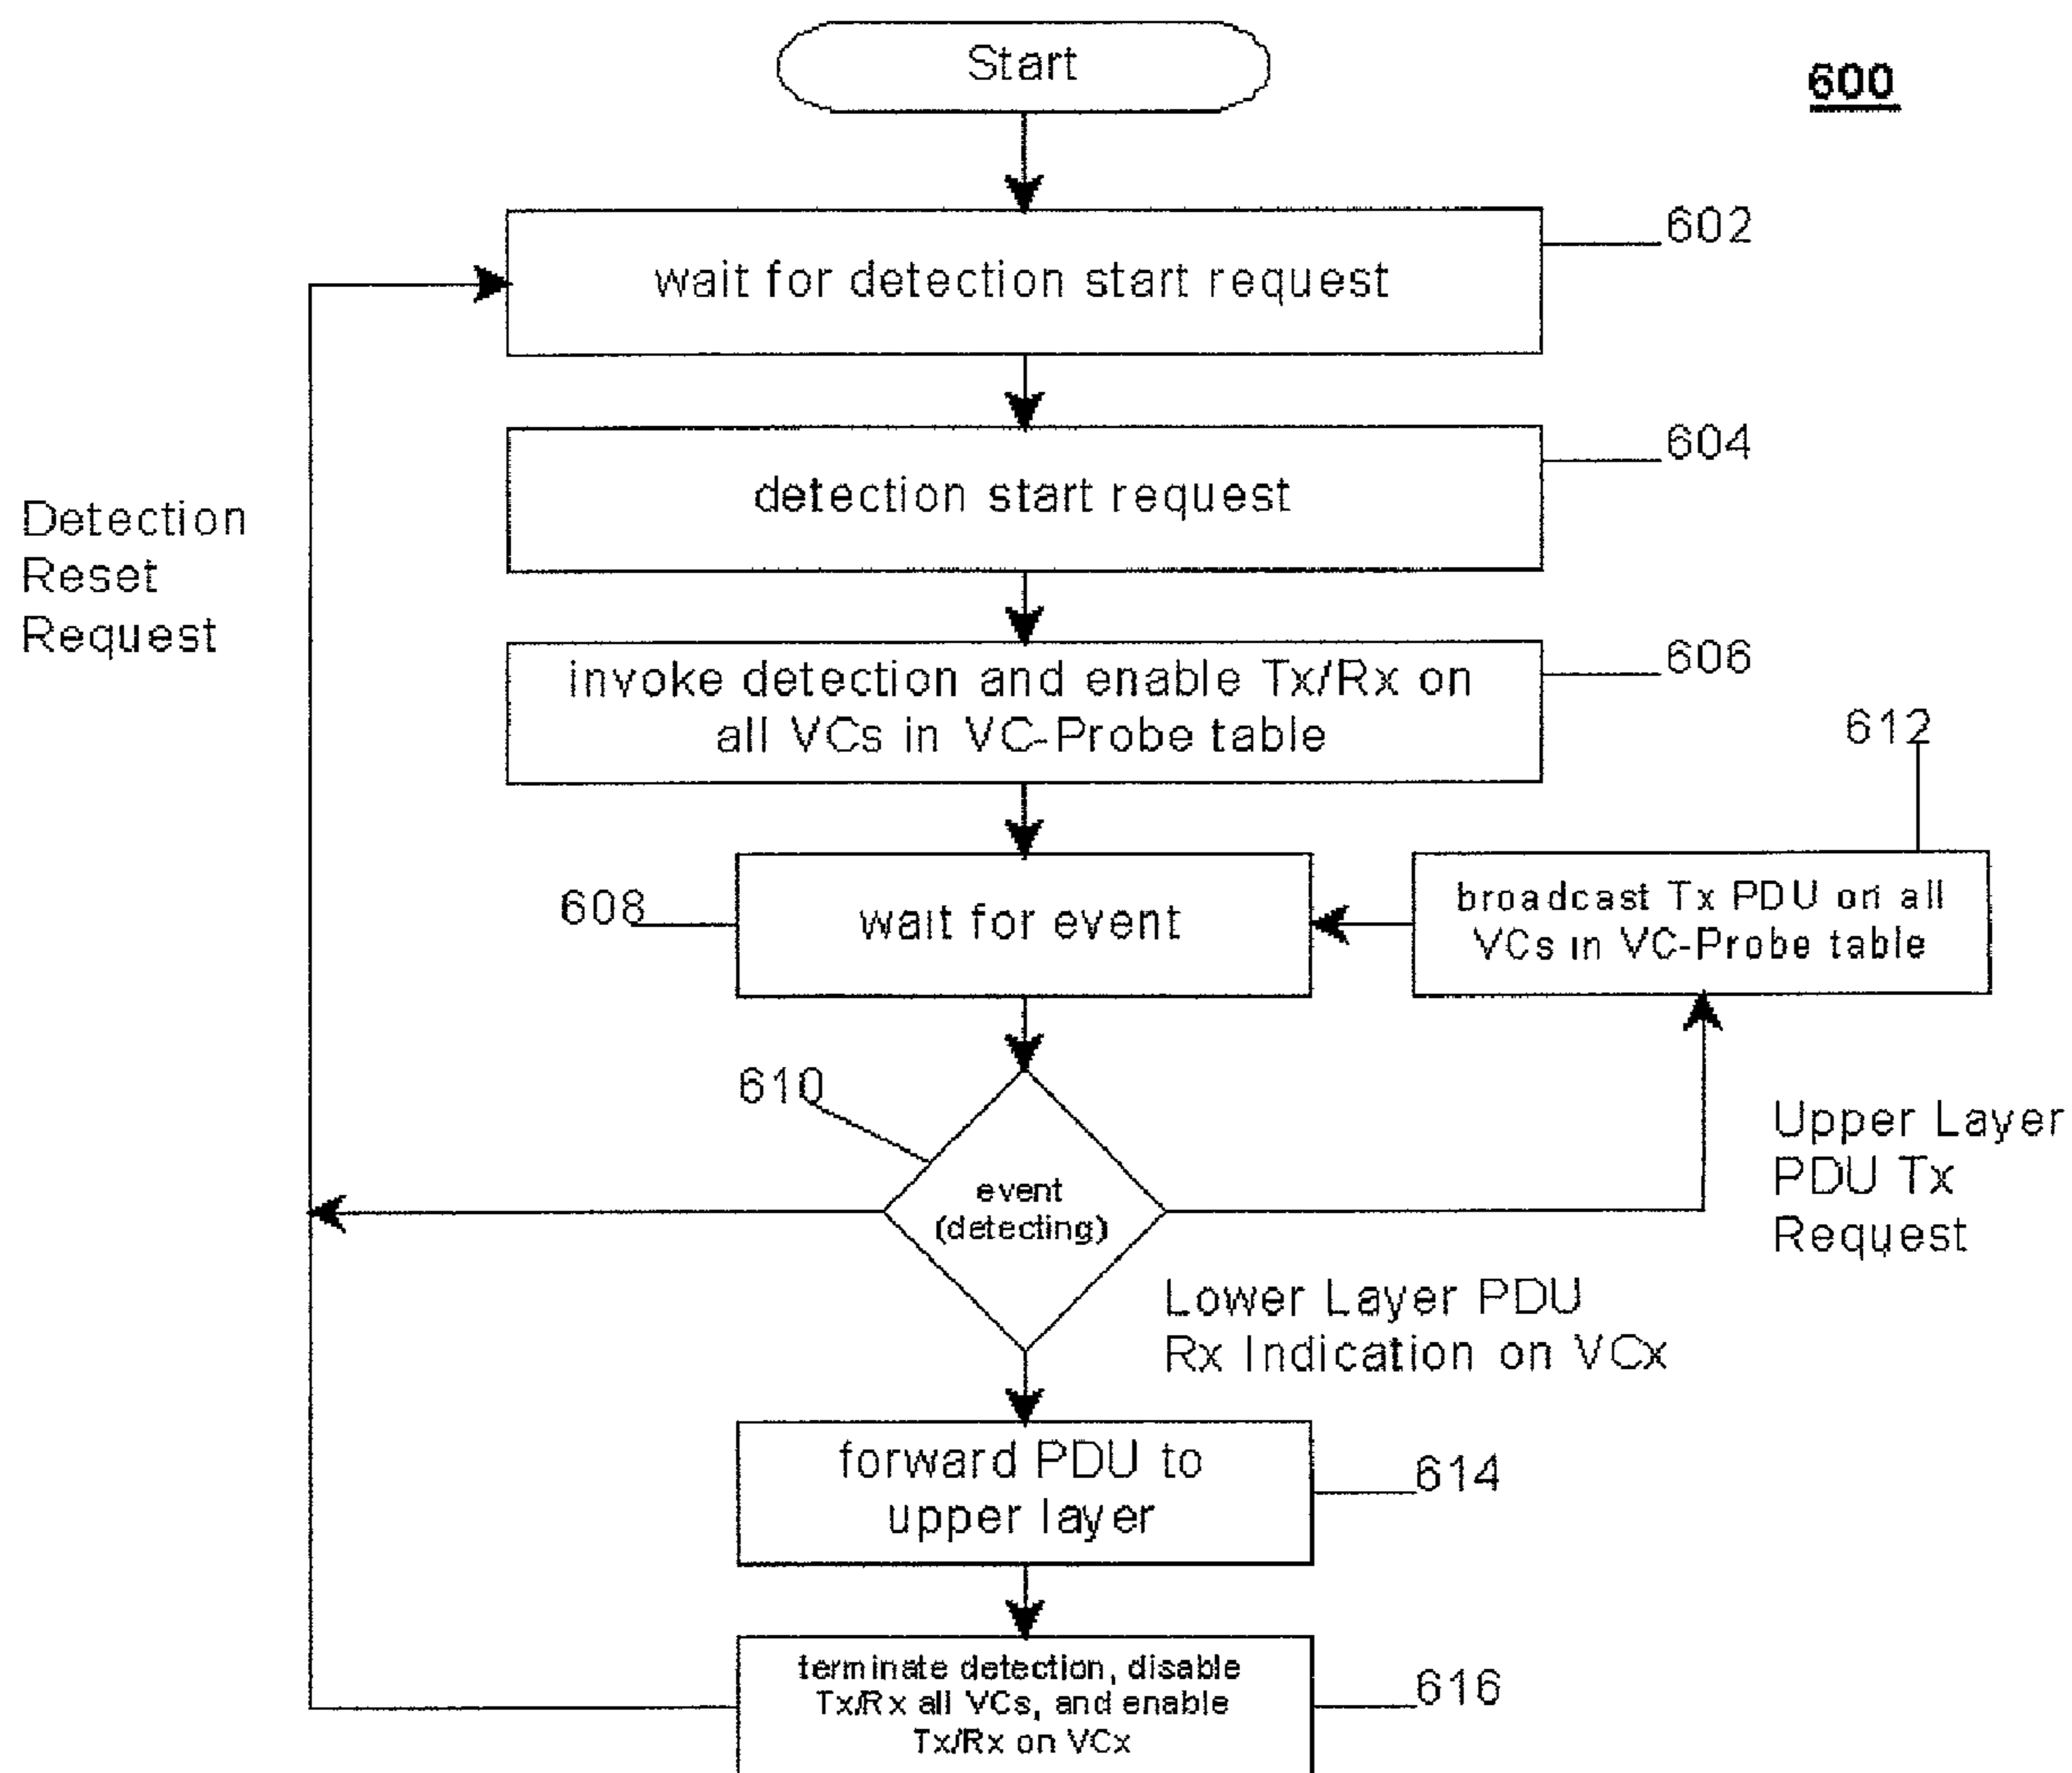 Start
600
wait for detection start request
602
detection start request
604
Detection
Reset
Request
invoke detection and enable Tx/Rx on
all VCs in VC-Probe table
606
612
608
wait for event
broadcast Tx PDU on all
VCs in VC-Probe table
610
event
(detecting)
Upper Layer
PDU Tx
Request
Lower Layer PDU
Rx Indication on VCx
forward PDU to
upper layer
614
terminate detection, disable
Tx/Rx all VCs, and enable
Tx/Rx on VCx
616